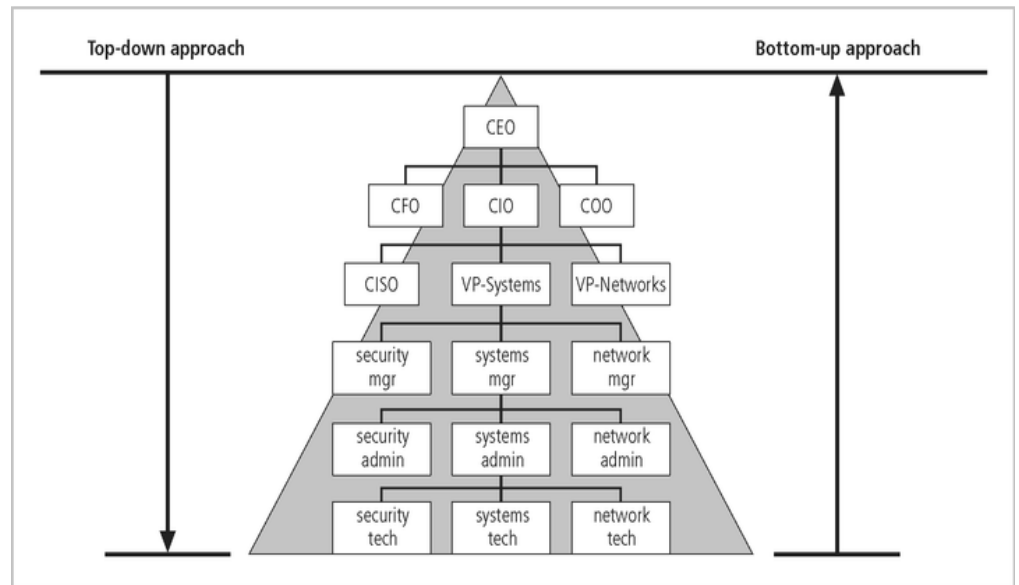 Top-down approach
Bottom-up approach
CEO
CFO
CIO
COO
CISO
VP-Systems
VP-Networks
security
mgr
systems
mgr
network
mgr
security
admin
systems
admin
network
admin
security
tech
systems
tech
network
tech